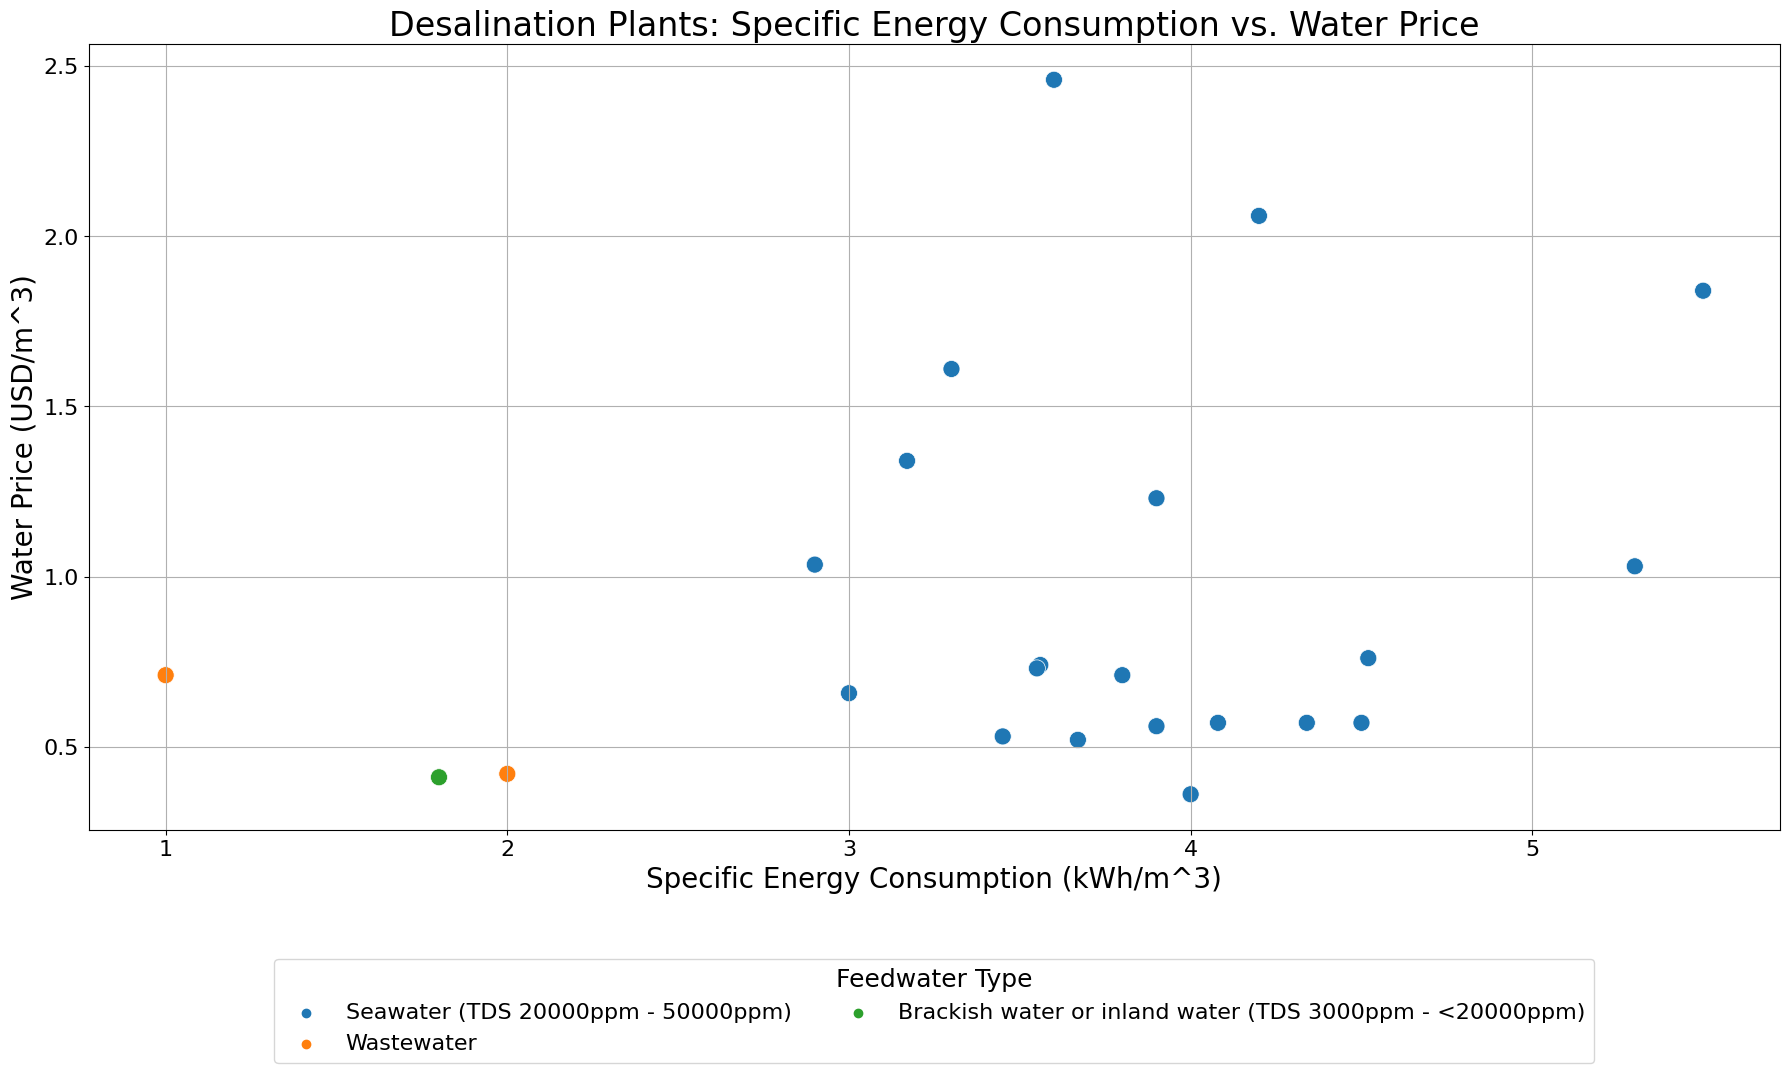 Desalination Plants: Specific Energy Consumption vs. Water Price
Water Price (USD/m^3)
2.5
2.0
1.5
1.0
0.5
1 2 3 4 5
Specific Energy Consumption (kWh/m^3)
Feedwater Type
Seawater (TDS 20000ppm - 50000ppm)
Wastewater
Brackish water or inland water (TDS 3000ppm - <20000ppm)